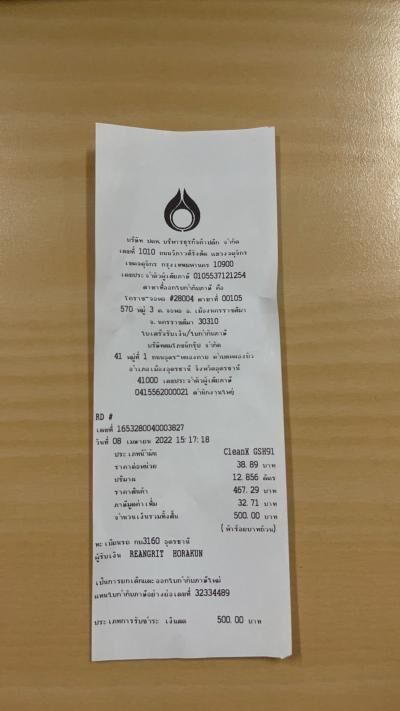 บริษัท ปตท. บริหารธุรกิจค้าปลีก จำกัด
เลขที่ 1010 ถนนวิภาวดีรังสิต แขวงจตุจักร
เขตจตุจักร กรุงเทพมหานคร 10900
เลขประจำตัวผู้เสียภาษี 0105537121254
สาขาที่ออกใบกำกับภาษี คือ
โคราช-จอหอ #28004 สาขาที่ 00105
570 หมู่ 3 ต.จอหอ อ.เมืองนครราชสีมา
จ.นครราชสีมา 30310
ใบเสร็จรับเงิน/ใบกำกับภาษี
41 หมู่ที่ 1 ถนนอุดร-หนองคาย ตำบลหมากแข้ง
อำเภอเมืองอุดรธานี จังหวัดอุดรธานี
41000 เลขประจำตัวผู้เสียภาษี
0415562000021 สำนักงานใหญ่
RD #
เลขที่ 1653280040003827
วันที่ 08 เมษายน 2022 15:17:18
ประเภทน้ำมัน CleanX GSH91
ราคาต่อหน่วย 38.89 บาท
ปริมาณ 12.856 ลิตร
ราคาสินค้า 467.29 บาท
ภาษีมูลค่าเพิ่ม 32.71 บาท
จำนวนเงินรวมทั้งสิ้น 500.00 บาท
(ห้าร้อยบาทถ้วน)
ทะเบียนรถ กบ3160 อุดรธานี
ผู้รับเงิน REANGRIT HORAKUN
เป็นการยกเลิกและออกใบกำกับภาษีใหม่
แทนใบกำกับภาษีอย่างย่อเลขที่ 32334489
ประเภทการรับชำระ เงินสด 500.00 บาท